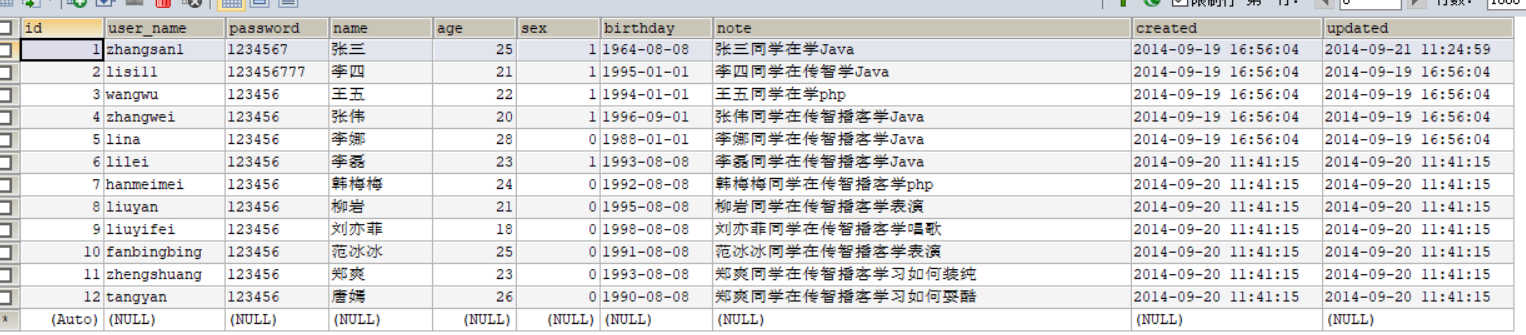 id user_name password name age sex birthday note created updated
1 zhangsan1 1234567 张三 25 1 1964-08-08 张三同学在学Java 2014-09-19 16:56:04 2014-09-21 11:24:59
2 lisi11 123456777 李四 21 1 1995-01-01 李四同学在传智学Java 2014-09-19 16:56:04 2014-09-19 16:56:04
3 wangwu 123456 王五 22 1 1994-01-01 王五同学在学php 2014-09-19 16:56:04 2014-09-19 16:56:04
4 zhangwei 123456 张伟 20 1 1996-09-01 张伟同学在传智播客学Java 2014-09-19 16:56:04 2014-09-19 16:56:04
5 lina 123456 李娜 28 0 1988-01-01 李娜同学在传智播客学Java 2014-09-19 16:56:04 2014-09-19 16:56:04
6 lilei 123456 李磊 23 1 1993-08-08 李磊同学在传智播客学Java 2014-09-20 11:41:15 2014-09-20 11:41:15
7 hanmeimei 123456 韩梅梅 24 0 1992-08-08 韩梅梅同学在传智播客学php 2014-09-20 11:41:15 2014-09-20 11:41:15
8 liuyan 123456 柳岩 21 0 1995-08-08 柳岩同学在传智播客学表演 2014-09-20 11:41:15 2014-09-20 11:41:15
9 liuyifei 123456 刘亦菲 18 0 1998-08-08 刘亦菲同学在传智播客学唱歌 2014-09-20 11:41:15 2014-09-20 11:41:15
10 fanbingbing 123456 范冰冰 25 0 1991-08-08 范冰冰同学在传智播客学表演 2014-09-20 11:41:15 2014-09-20 11:41:15
11 zhengshuang 123456 郑爽 23 0 1993-08-08 郑爽同学在传智播客学习如何装纯 2014-09-20 11:41:15 2014-09-20 11:41:15
12 tangyan 123456 唐嫣 26 0 1990-08-08 郑爽同学在传智播客学习如何耍酷 2014-09-20 11:41:15 2014-09-20 11:41:15
* (Auto) (NULL) (NULL) (NULL) (NULL) (NULL) (NULL) (NULL) (NULL) (NULL)